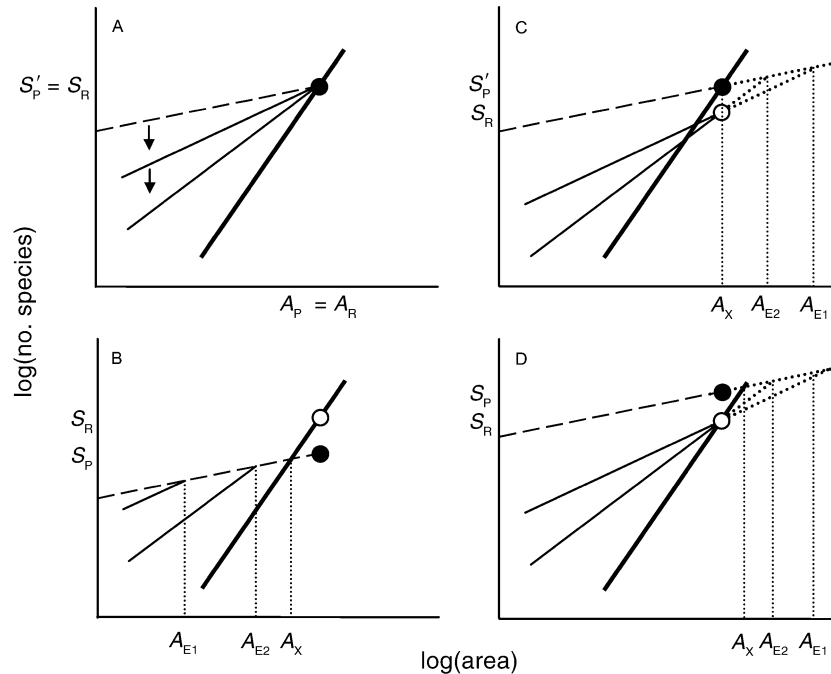 A
S′P = SR
AP = AR
C
S′P
SR
AX AE2 AE1
log(no. species)
B
SR
SP
AE1 AE2 AX
D
SP
SR
AX AE2 AE1
log(area)